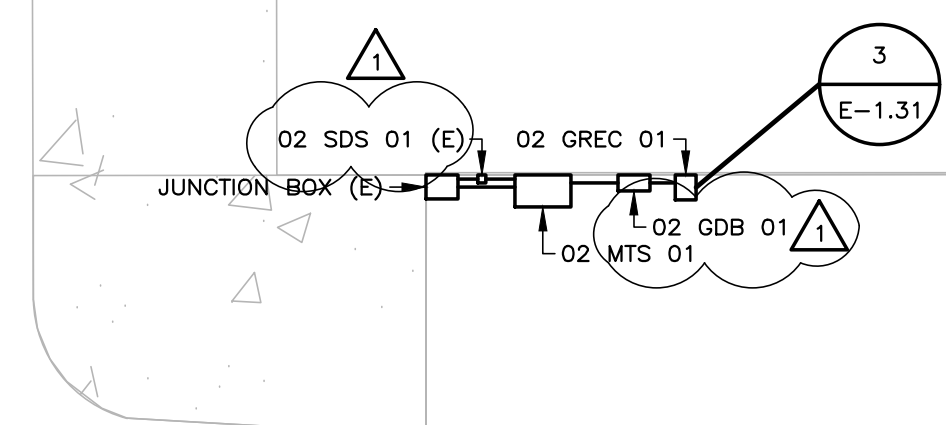 1
3
E-1.31
02 SDS 01 (E)
02 GREC 01
JUNCTION BOX (E)
02 GDB 01
1
02 MTS 01